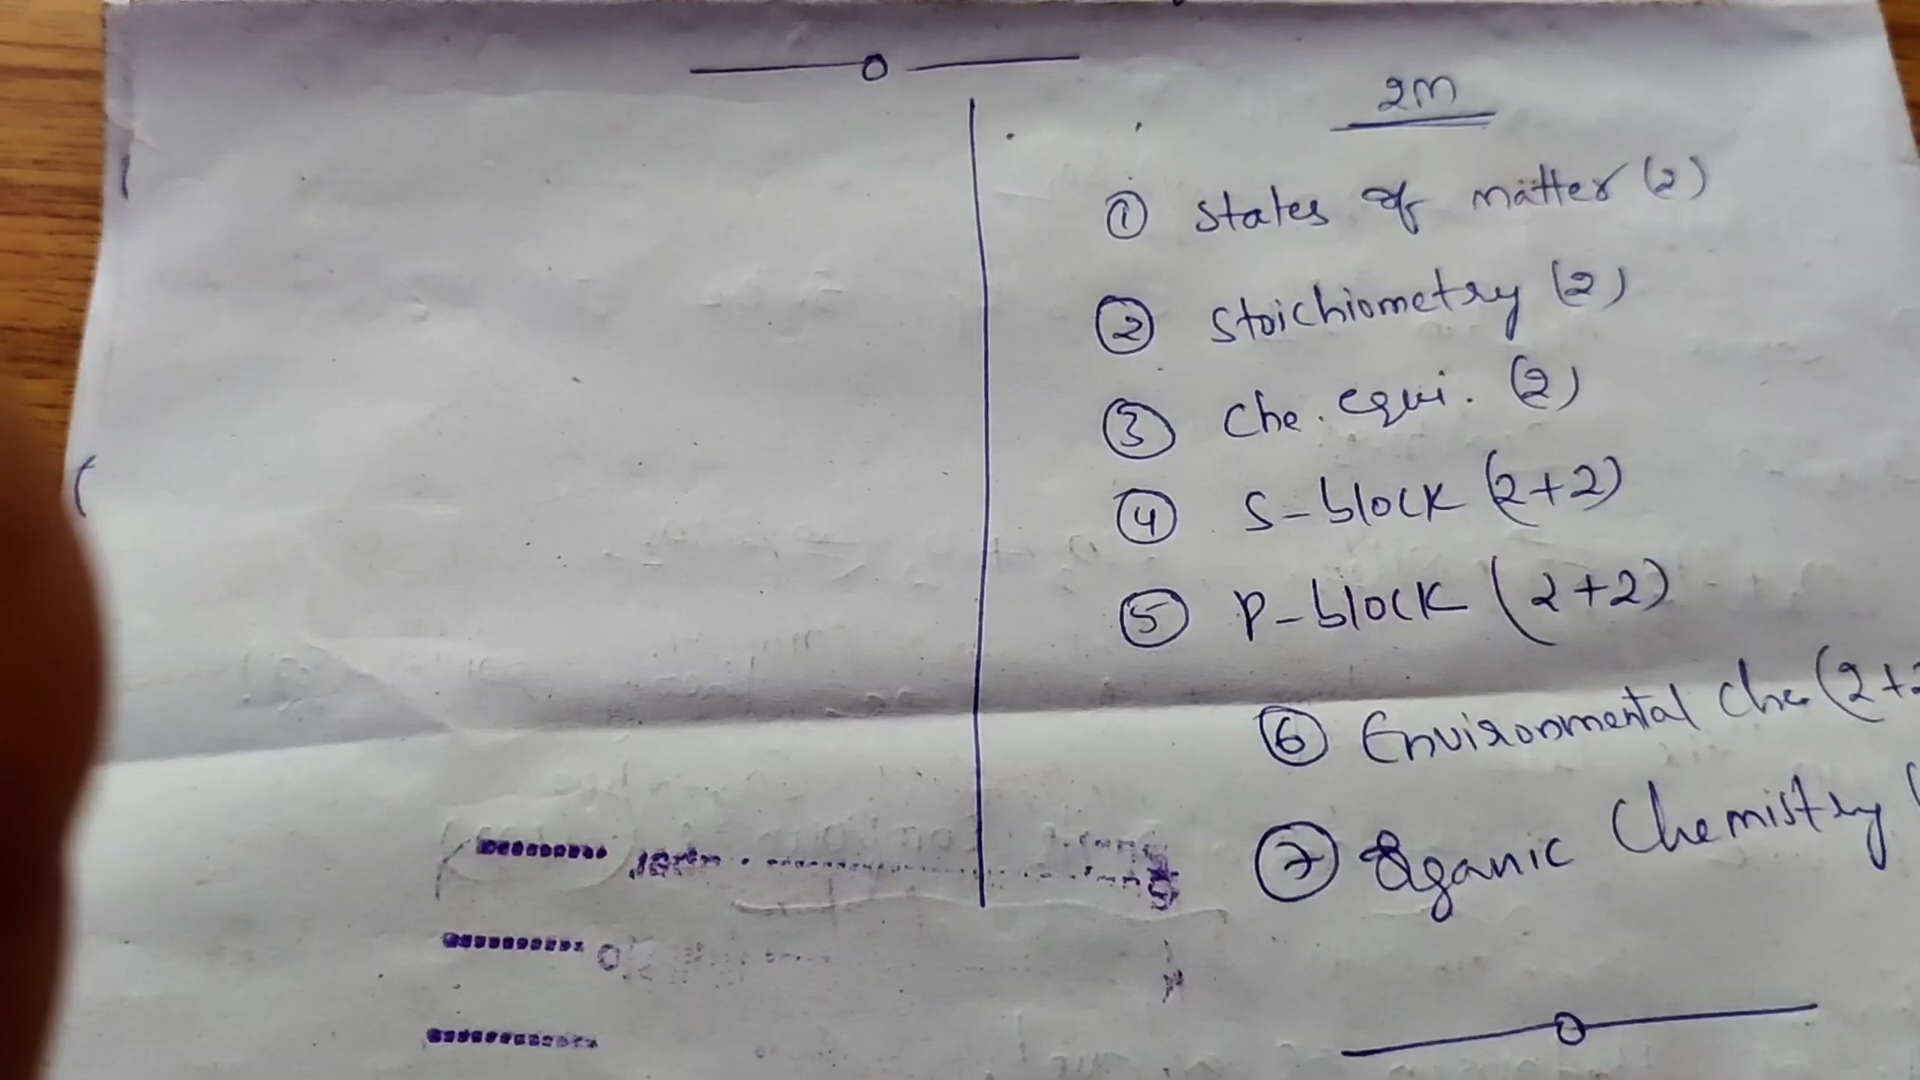 2m
① states of matter (2)
② Stoichiometry (2)
③ Che. equi. (2)
④ S-block (2+2)
⑤ P-block (2+2)
⑥ Environmental Che (2+2
⑦ Organic Chemistry (